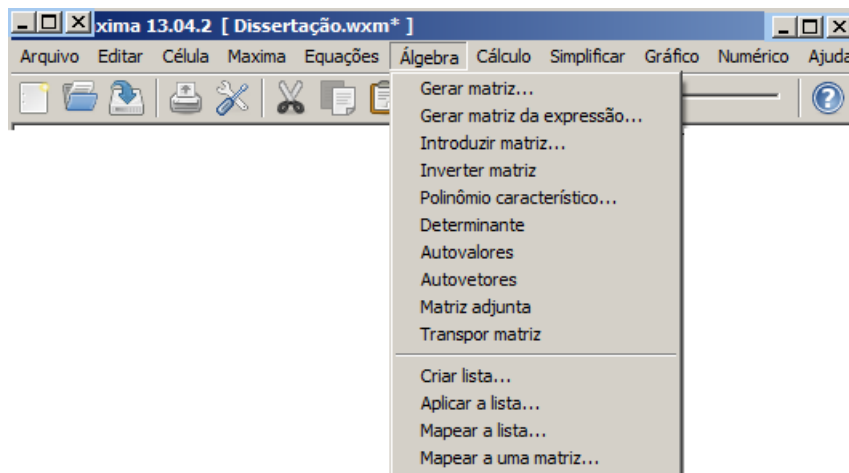 xima 13.04.2 [ Dissertação.wxm* ]
Arquivo Editar Célula Maxima Equações Álgebra Cálculo Simplificar Gráfico Numérico Ajuda
Gerar matriz...
Gerar matriz da expressão...
Introduzir matriz...
Inverter matriz
Polinômio característico...
Determinante
Autovalores
Autovetores
Matriz adjunta
Transpor matriz
Criar lista...
Aplicar a lista...
Mapear a lista...
Mapear a uma matriz...